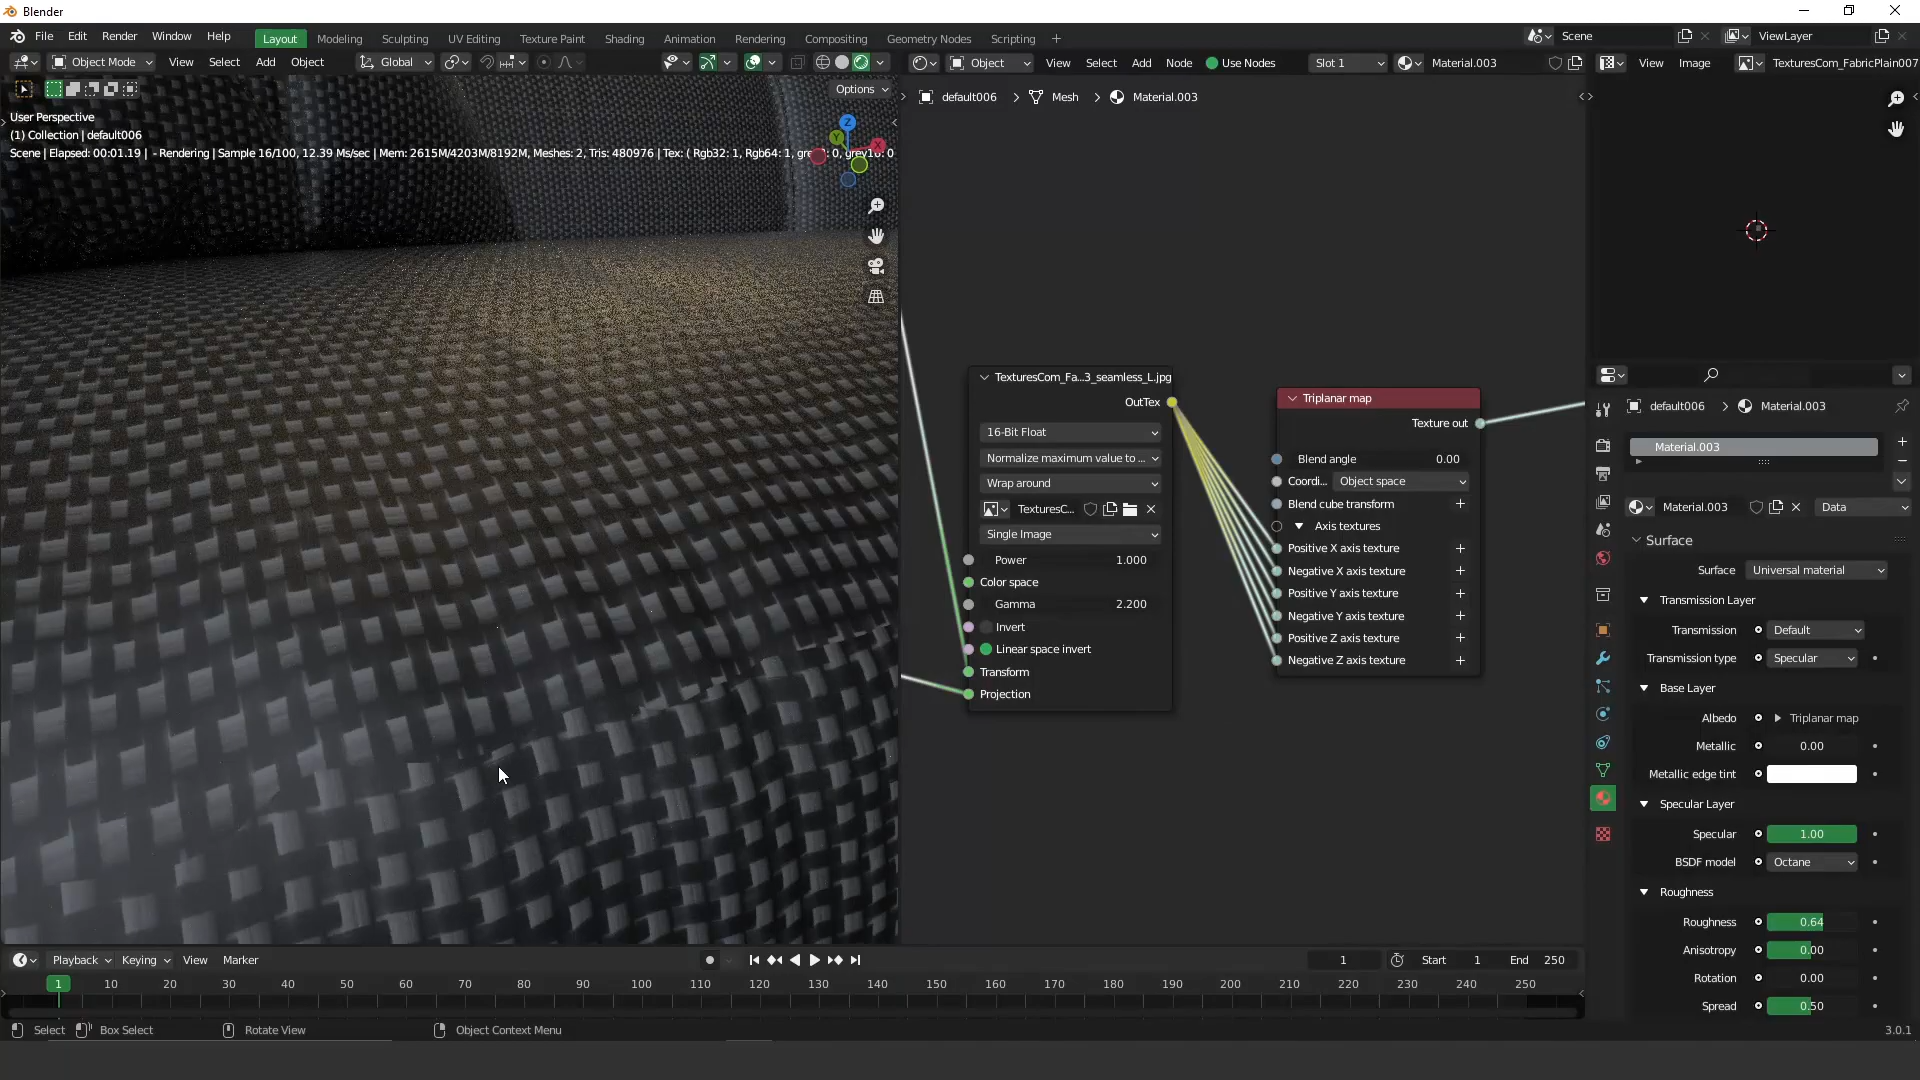 Blender
File Edit Render Window Help
Layout Modeling Sculpting UV Editing Texture Paint Shading Animation Rendering Compositing Geometry Nodes Scripting +
Scene
ViewLayer
Object Mode View Select Add Object
Global
Object View Select Add Node Use Nodes
Slot 1
Material.003
View Image
TexturesCom_FabricPlain007
Options
default006 > Mesh > Material.003
User Perspective
(1) Collection | default006
Scene | Elapsed: 00:01.19 | - Rendering | Sample 16/100, 12.39 Ms/sec | Mem: 2615M/4203M/8192M, Meshes: 2, Tris: 480976 | Tex: ( Rgb32: 1, Rgb64: 1, grey8: 0, grey16: 0
Z
Y
X
TexturesCom_Fa...3_seamless_L.jpg
OutTex
16-Bit Float
Normalize maximum value to ...
Wrap around
TexturesC...
Single Image
Power 1.000
Color space
Gamma 2.200
Invert
Linear space invert
Transform
Projection
Triplanar map
Texture out
Blend angle 0.00
Coordi... Object space
Blend cube transform +
Axis textures
Positive X axis texture +
Negative X axis texture +
Positive Y axis texture +
Negative Y axis texture +
Positive Z axis texture +
Negative Z axis texture +
default006 > Material.003
Material.003
Material.003
Data
Surface
Surface Universal material
Transmission Layer
Transmission Default
Transmission type Specular
Base Layer
Albedo Triplanar map
Metallic 0.00
Metallic edge tint
Specular Layer
Specular 1.00
BSDF model Octane
Roughness
Roughness 0.64
Anisotropy 0.00
Rotation 0.00
Spread 0.50
Playback Keying View Marker
1 Start 1 End 250
1 10 20 30 40 50 60 70 80 90 100 110 120 130 140 150 160 170 180 190 200 210 220 230 240 250
Select Box Select Rotate View Object Context Menu
3.0.1